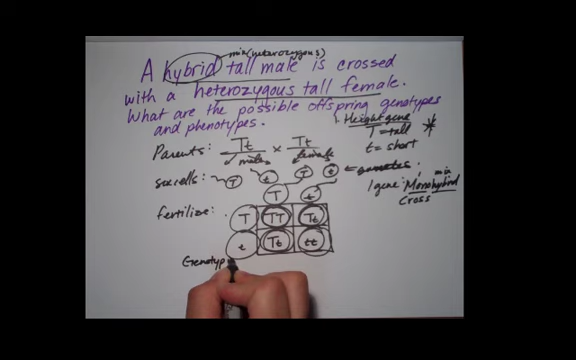 mix (heterozygous)
A hybrid tall male is crossed
with a heterozygous tall female.
What are the possible offspring genotypes
and phenotypes.
1. Height gene
T = tall
t = short
Parents: Tt x Tt
male female
sex cells: T t T t gametes.
1 gene: Monohybrid
mix
Cross
T t
fertilize: T TT Tt
t Tt tt
Genotyp